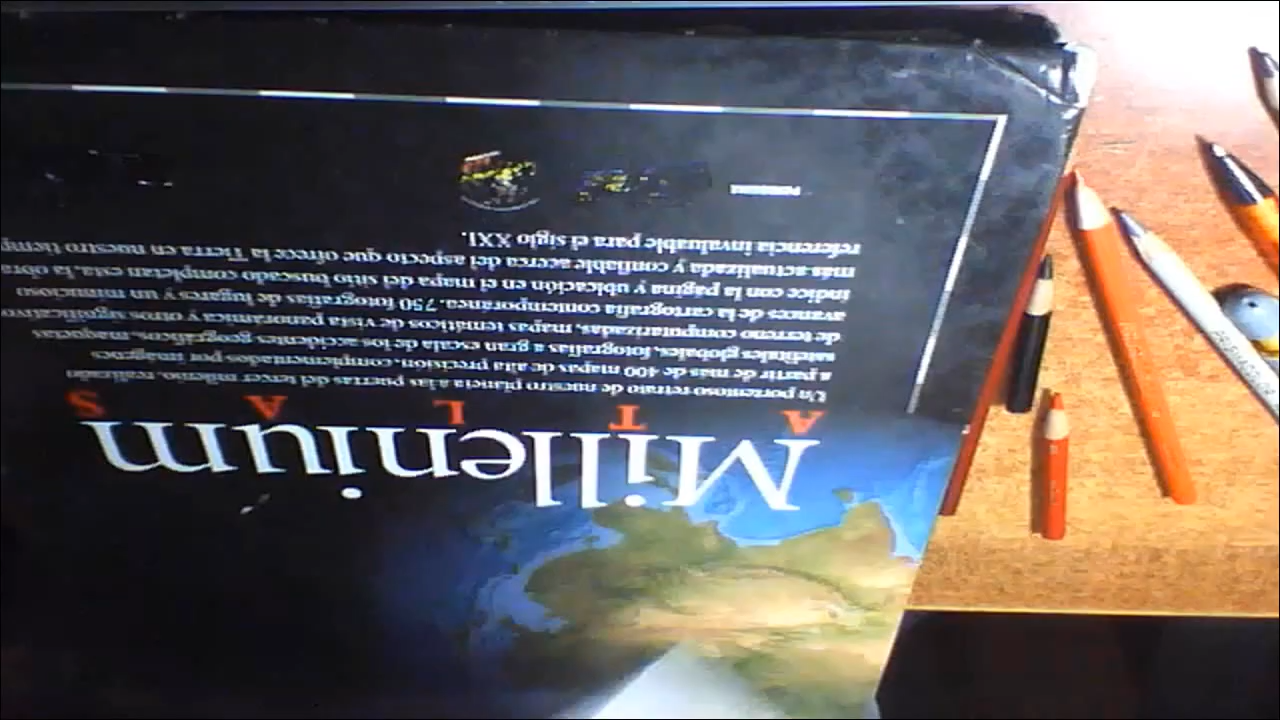 Millenium
ATLAS
Un portentoso retrato de nuestro planeta a las puertas del tercer milenio, realizado
a partir de más de 400 mapas de alta precisión, complementados por imágenes
satelitales globales, fotografías a gran escala de los accidentes geográficos, maquetas
de terreno computarizadas, mapas temáticos de vista panorámica y otros significativos
avances de la cartografía contemporánea. 750 fotografías de lugares y un minucioso
índice con la página y ubicación en el mapa del sitio buscado completan esta, la obra
más actualizada y confiable acerca del aspecto que ofrece la Tierra en nuestro tiemp
referencia invaluable para el siglo XXI.
PRISMACOLOR